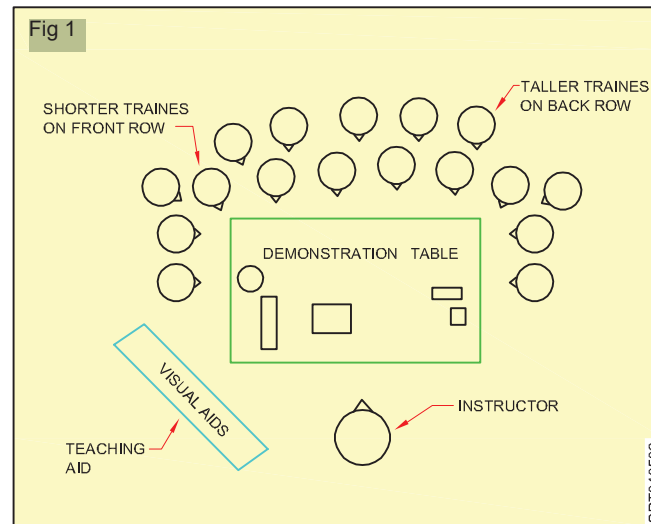 Fig 1
SHORTER TRAINES
ON FRONT ROW
TALLER TRAINES
ON BACK ROW
DEMONSTRATION TABLE
VISUAL AIDS
TEACHING
AID
INSTRUCTOR